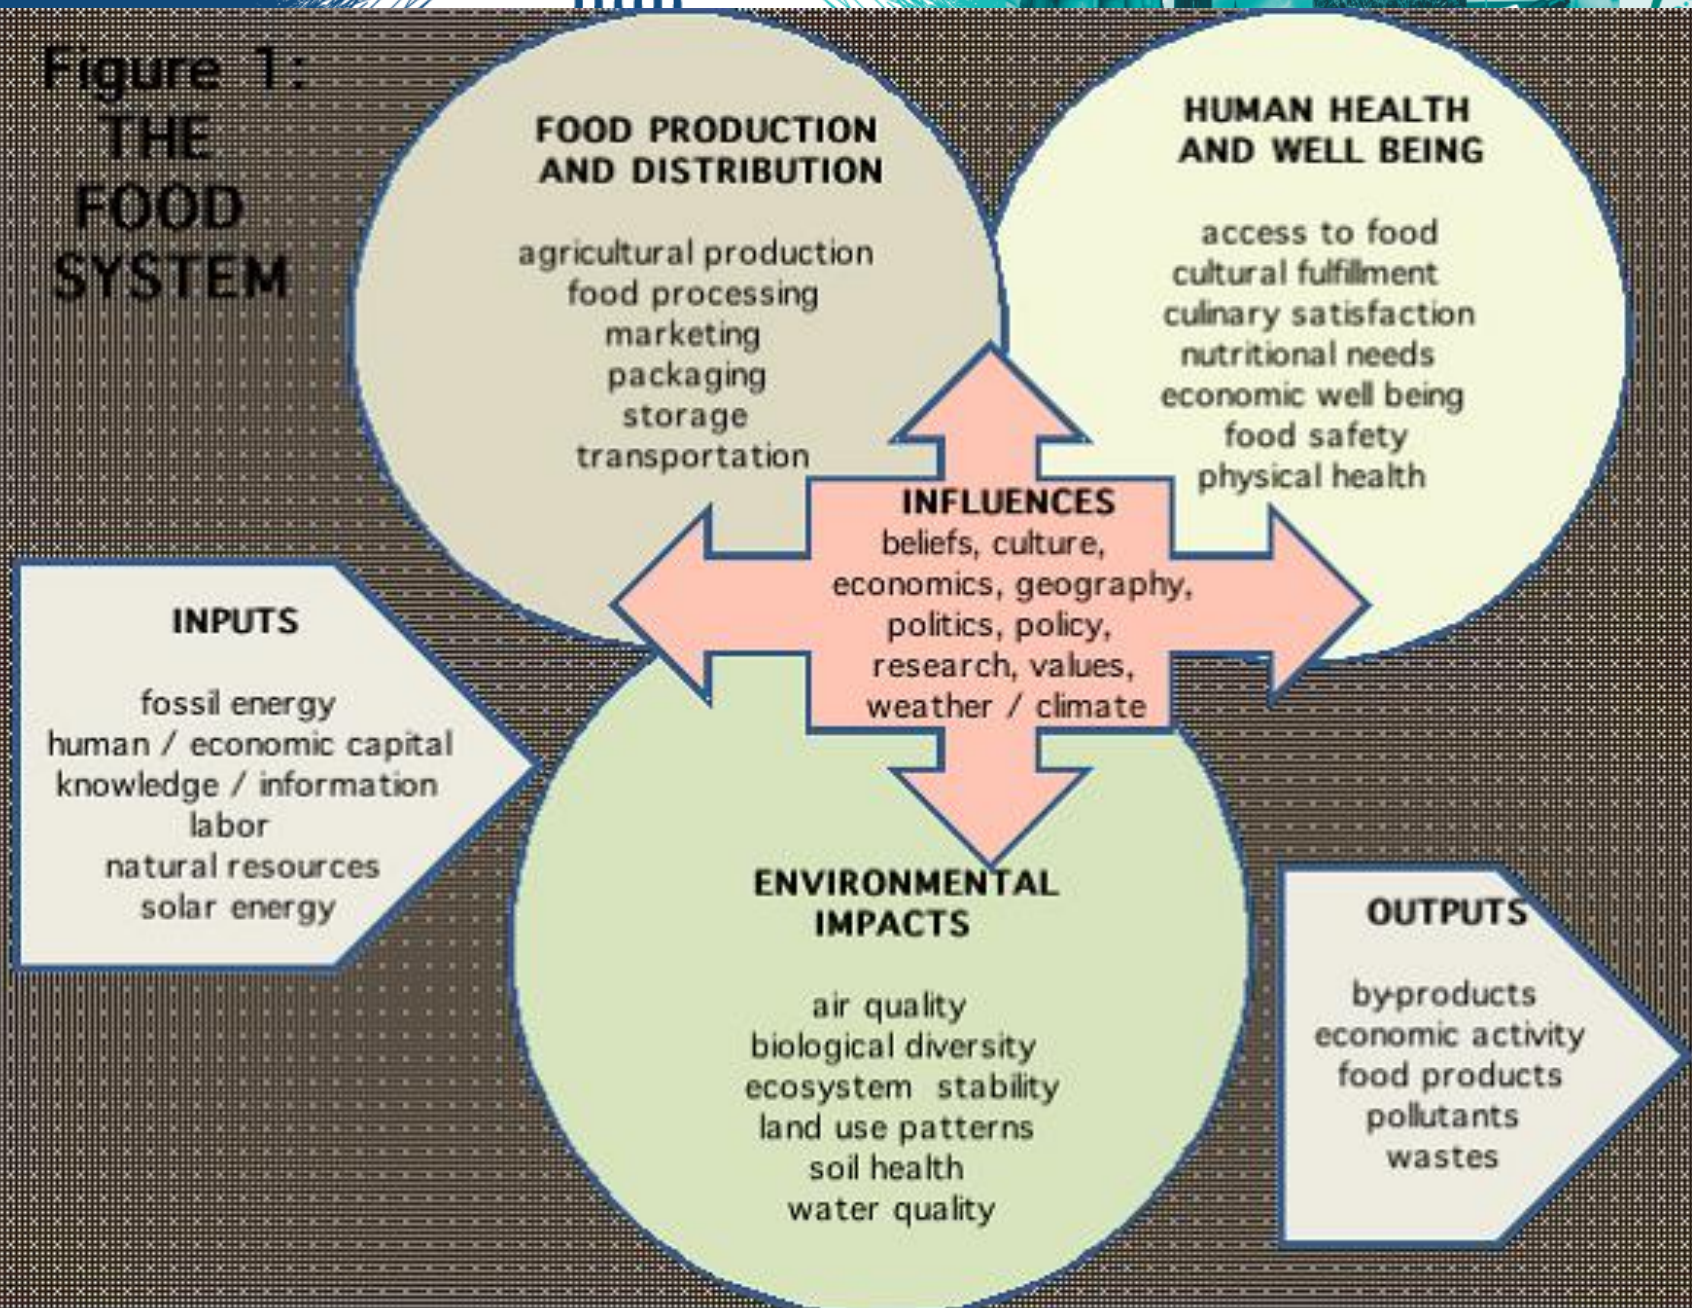 Figure 1:
THE
FOOD
SYSTEM
FOOD PRODUCTION
AND DISTRIBUTION
agricultural production
food processing
marketing
packaging
storage
transportation
HUMAN HEALTH
AND WELL BEING
access to food
cultural fulfillment
culinary satisfaction
nutritional needs
economic well being
food safety
physical health
INFLUENCES
beliefs, culture,
economics, geography,
politics, policy,
research, values,
weather / climate
INPUTS
fossil energy
human / economic capital
knowledge / information
labor
natural resources
solar energy
ENVIRONMENTAL
IMPACTS
air quality
biological diversity
ecosystem stability
land use patterns
soil health
water quality
OUTPUTS
by-products
economic activity
food products
pollutants
wastes